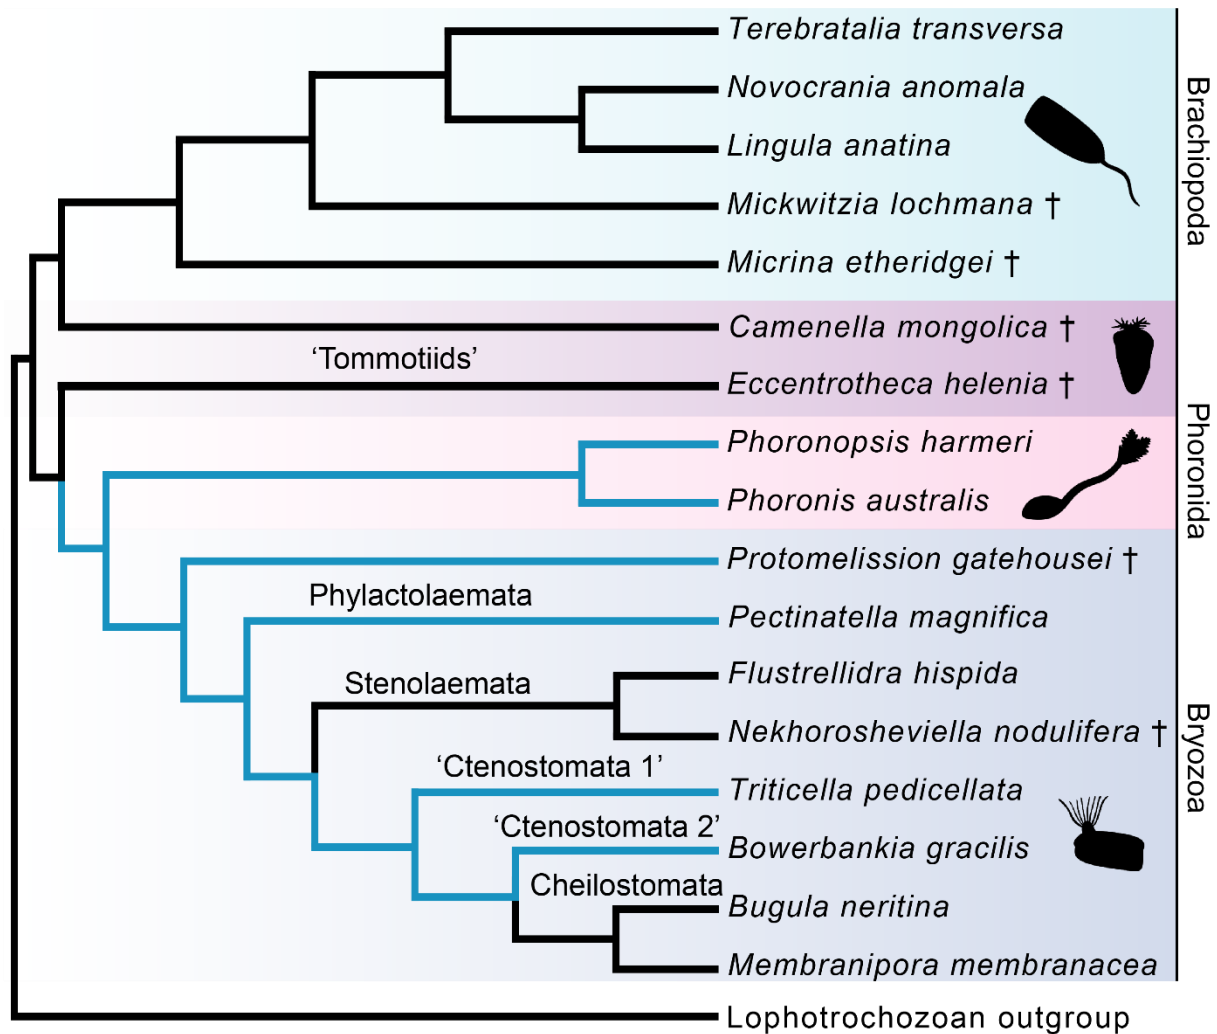 Terebratalia transversa
Novocrania anomala
Lingula anatina
Mickwitzia lochmana †
Micrina etheridgei †
Brachiopoda
Camenella mongolica †
'Tommotiids'
Eccentrotheca helenia †
Phoronopsis harmeri
Phoronis australis
Phoronida
Protomelission gatehousei †
Phylactolaemata
Pectinatella magnifica
Flustrellidra hispida
Stenolaemata
Nekhorosheviella nodulifera †
'Ctenostomata 1'
Triticella pedicellata
'Ctenostomata 2'
Bowerbankia gracilis
Cheilostomata
Bugula neritina
Membranipora membranacea
Bryozoa
Lophotrochozoan outgroup